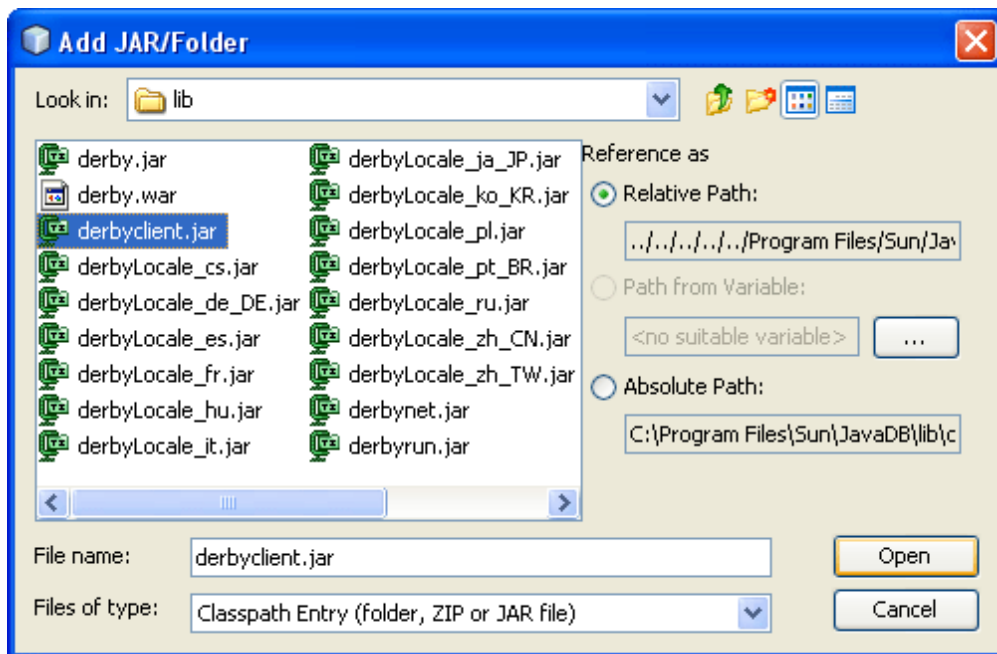 Add JAR/Folder
Look in:
lib
derby.jar
derby.war
derbyclient.jar
derbyLocale_cs.jar
derbyLocale_de_DE.jar
derbyLocale_es.jar
derbyLocale_fr.jar
derbyLocale_hu.jar
derbyLocale_it.jar
derbyLocale_ja_JP.jar
derbyLocale_ko_KR.jar
derbyLocale_pl.jar
derbyLocale_pt_BR.jar
derbyLocale_ru.jar
derbyLocale_zh_CN.jar
derbyLocale_zh_TW.jar
derbynet.jar
derbyrun.jar
Reference as
Relative Path:
../../../../../Program Files/Sun/Jav
Path from Variable:
<no suitable variable>
...
Absolute Path:
C:\Program Files\Sun\JavaDB\lib\c
File name:
derbyclient.jar
Open
Files of type:
Classpath Entry (folder, ZIP or JAR file)
Cancel